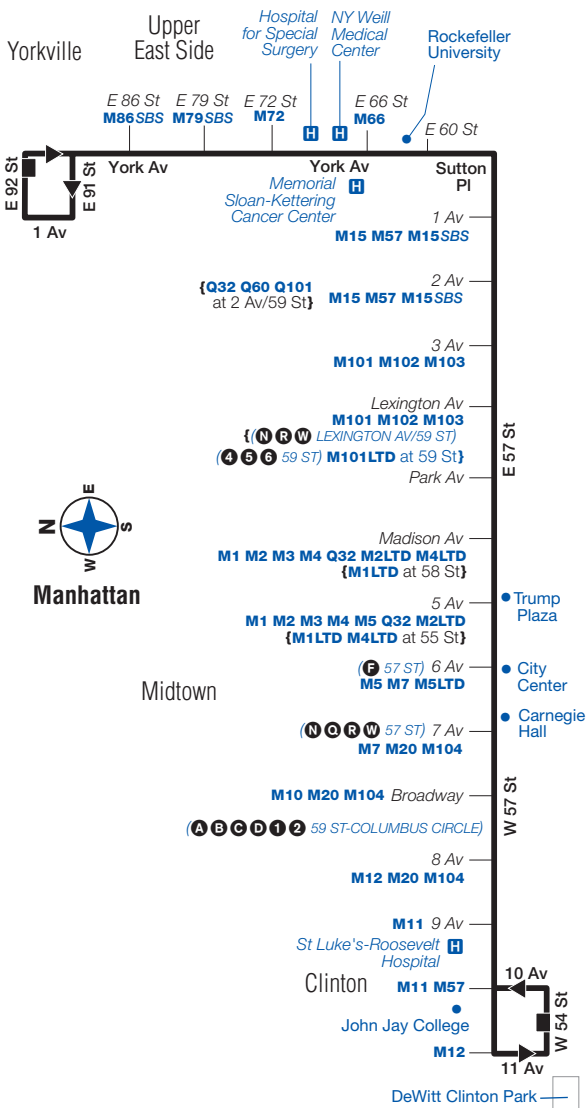 Yorkville
Upper
East Side
Hospital
for Special
Surgery
NY Weill
Medical
Center
Rockefeller
University
E 86 St
M86SBS
E 79 St
M79SBS
E 72 St
M72
H
H
E 66 St
M66
E 60 St
E 92 St
E 91 St
1 Av
York Av
York Av
Sutton
Pl
Memorial
Sloan-Kettering
Cancer Center
H
1 Av
M15 M57 M15SBS
2 Av
M15 M57 M15SBS
{Q32 Q60 Q101
at 2 Av/59 St}
3 Av
M101 M102 M103
Lexington Av
M101 M102 M103
{(N R W LEXINGTON AV/59 ST)
(4 5 6 59 ST) M101LTD at 59 St}
E 57 St
Park Av
N
E
S
W
Manhattan
Madison Av
M1 M2 M3 M4 Q32 M2LTD M4LTD
{M1LTD at 58 St}
5 Av
M1 M2 M3 M4 M5 Q32 M2LTD
{M1LTD M4LTD at 55 St}
Trump
Plaza
(F 57 ST) 6 Av
M5 M7 M5LTD
City
Center
Midtown
(N Q R W 57 ST) 7 Av
M7 M20 M104
Carnegie
Hall
M10 M20 M104 Broadway
W 57 St
(A B C D 1 2 59 ST-COLUMBUS CIRCLE)
8 Av
M12 M20 M104
M11 9 Av
St Luke's-Roosevelt
Hospital
H
Clinton
M11 M57
10 Av
W 54 St
John Jay College
M12
11 Av
DeWitt Clinton Park